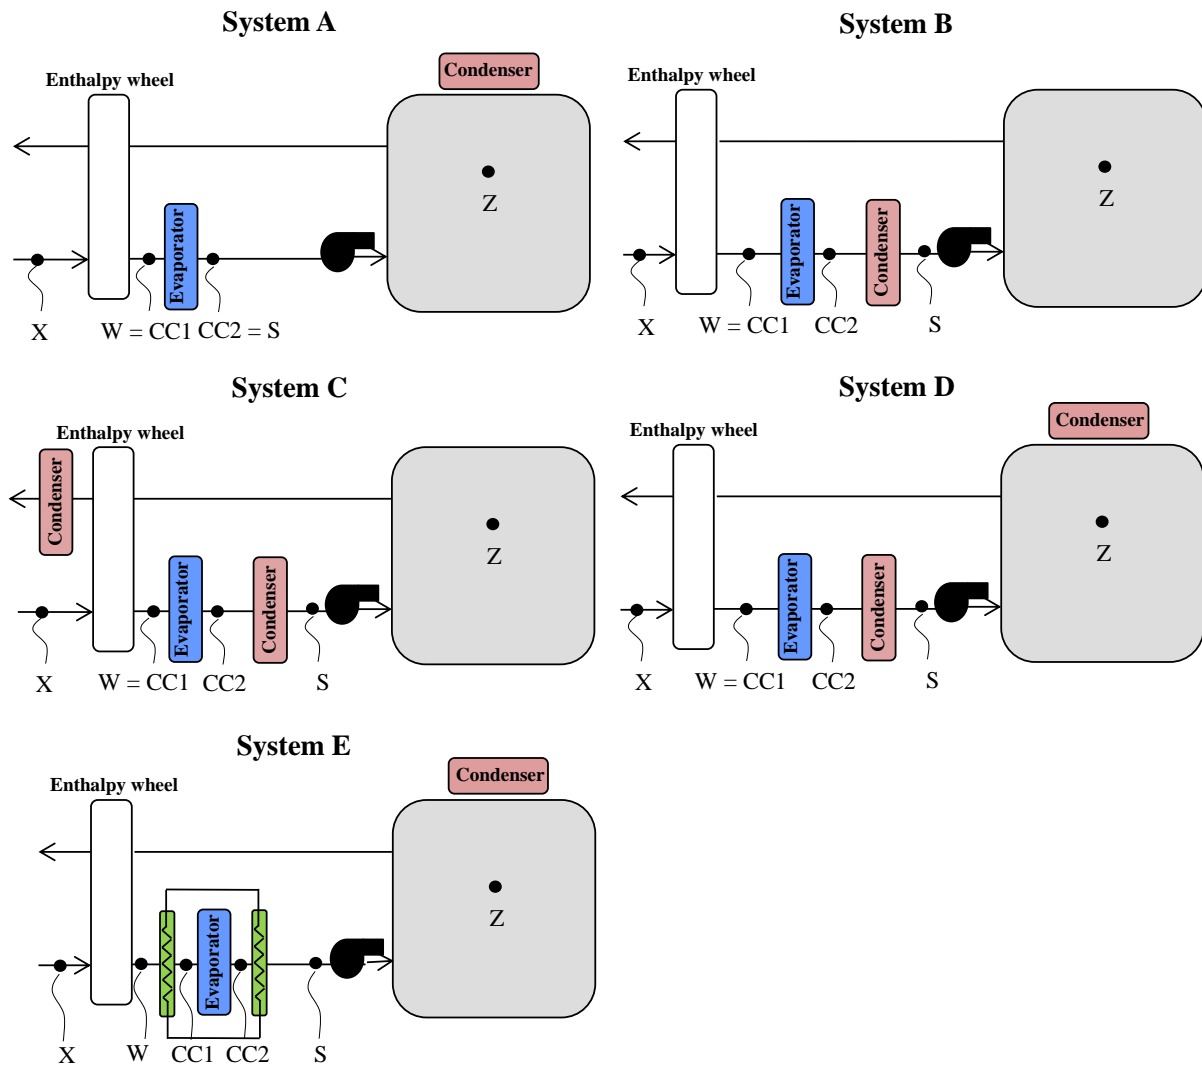 System A
Enthalpy wheel
Condenser
Evaporator
Z
X
W = CC1
CC2 = S
System B
Enthalpy wheel
Evaporator
Condenser
Z
X
W = CC1
CC2
S
System C
Enthalpy wheel
Condenser
Evaporator
Condenser
Z
X
W = CC1
CC2
S
System D
Enthalpy wheel
Condenser
Evaporator
Condenser
Z
X
W = CC1
CC2
S
System E
Enthalpy wheel
Condenser
Evaporator
Z
X
W
CC1
CC2
S